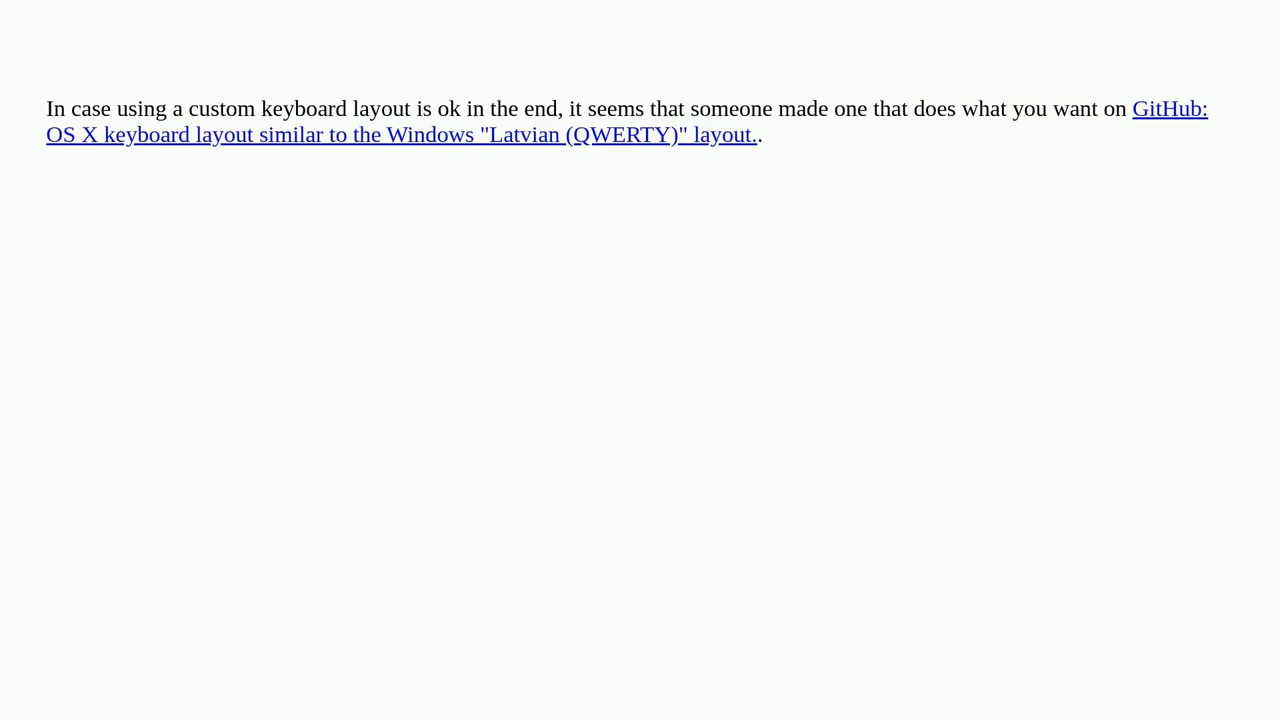 In case using a custom keyboard layout is ok in the end, it seems that someone made one that does what you want on GitHub:
OS X keyboard layout similar to the Windows "Latvian (QWERTY)" layout..